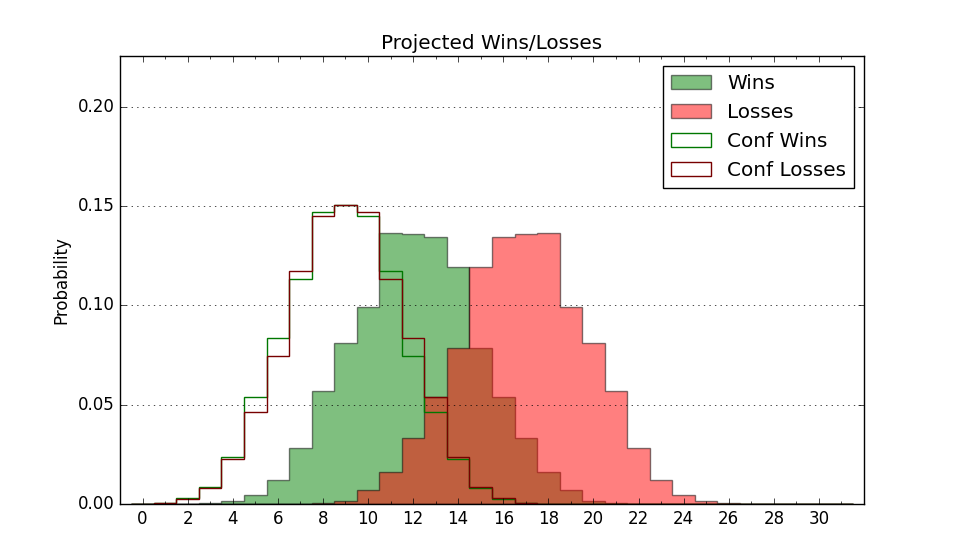 Projected Wins/Losses
Wins
Losses
Conf Wins
Conf Losses
Probability
0.20
0.15
0.10
0.05
0.00
0 2 4 6 8 10 12 14 16 18 20 22 24 26 28 30